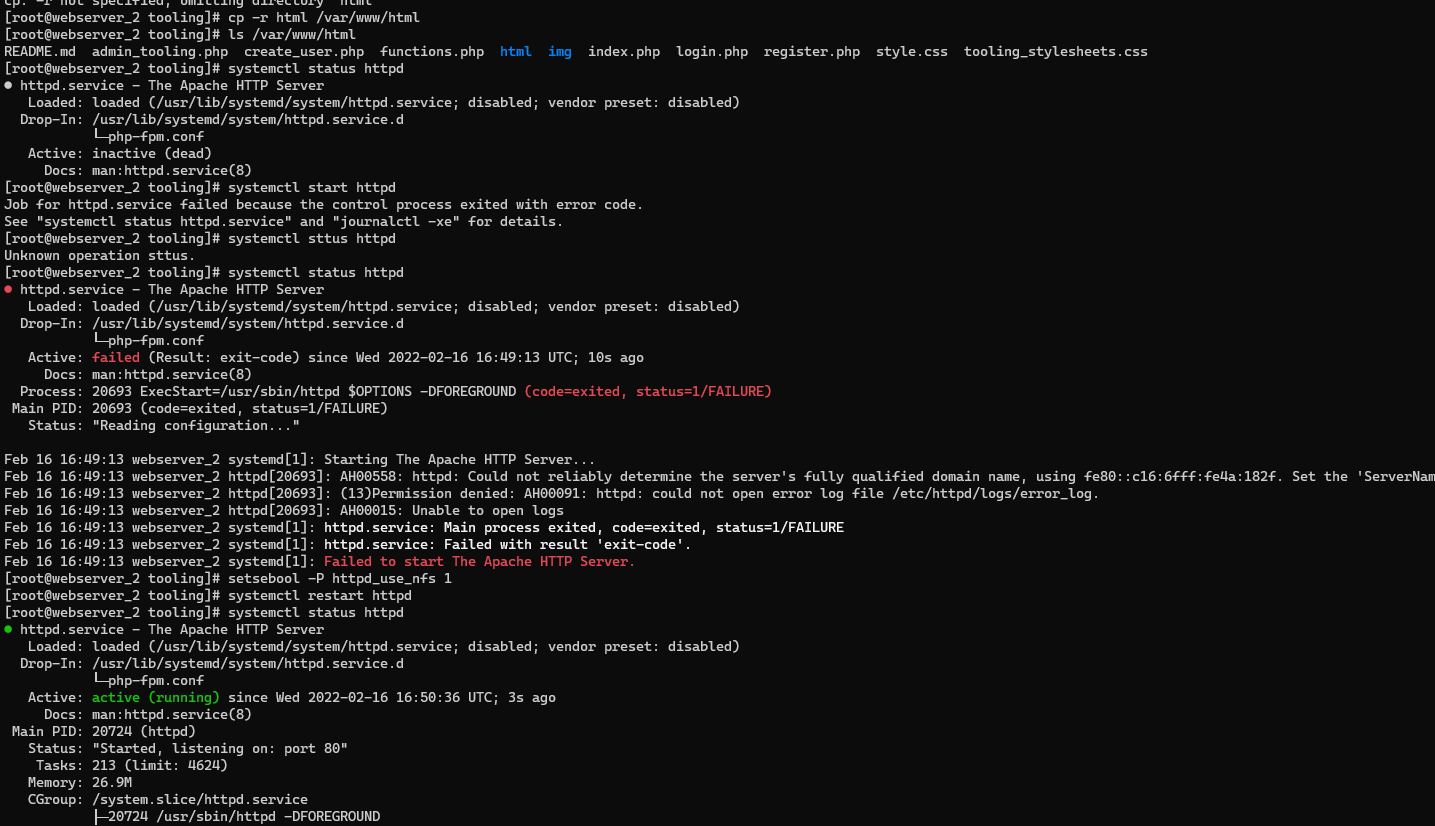 cp: -r not specified; omitting directory 'html'
[root@webserver_2 tooling]# cp -r html /var/www/html
[root@webserver_2 tooling]# ls /var/www/html
README.md  admin_tooling.php  create_user.php  functions.php  html  img  index.php  login.php  register.php  style.css  tooling_stylesheets.css
[root@webserver_2 tooling]# systemctl status httpd
● httpd.service - The Apache HTTP Server
   Loaded: loaded (/usr/lib/systemd/system/httpd.service; disabled; vendor preset: disabled)
  Drop-In: /usr/lib/systemd/system/httpd.service.d
           └─php-fpm.conf
   Active: inactive (dead)
     Docs: man:httpd.service(8)
[root@webserver_2 tooling]# systemctl start httpd
Job for httpd.service failed because the control process exited with error code.
See "systemctl status httpd.service" and "journalctl -xe" for details.
[root@webserver_2 tooling]# systemctl sttus httpd
Unknown operation sttus.
[root@webserver_2 tooling]# systemctl status httpd
● httpd.service - The Apache HTTP Server
   Loaded: loaded (/usr/lib/systemd/system/httpd.service; disabled; vendor preset: disabled)
  Drop-In: /usr/lib/systemd/system/httpd.service.d
           └─php-fpm.conf
   Active: failed (Result: exit-code) since Wed 2022-02-16 16:49:13 UTC; 10s ago
     Docs: man:httpd.service(8)
  Process: 20693 ExecStart=/usr/sbin/httpd $OPTIONS -DFOREGROUND (code=exited, status=1/FAILURE)
 Main PID: 20693 (code=exited, status=1/FAILURE)
   Status: "Reading configuration..."
Feb 16 16:49:13 webserver_2 systemd[1]: Starting The Apache HTTP Server...
Feb 16 16:49:13 webserver_2 httpd[20693]: AH00558: httpd: Could not reliably determine the server's fully qualified domain name, using fe80::c16:6fff:fe4a:182f. Set the 'ServerNam
Feb 16 16:49:13 webserver_2 httpd[20693]: (13)Permission denied: AH00091: httpd: could not open error log file /etc/httpd/logs/error_log.
Feb 16 16:49:13 webserver_2 httpd[20693]: AH00015: Unable to open logs
Feb 16 16:49:13 webserver_2 systemd[1]: httpd.service: Main process exited, code=exited, status=1/FAILURE
Feb 16 16:49:13 webserver_2 systemd[1]: httpd.service: Failed with result 'exit-code'.
Feb 16 16:49:13 webserver_2 systemd[1]: Failed to start The Apache HTTP Server.
[root@webserver_2 tooling]# setsebool -P httpd_use_nfs 1
[root@webserver_2 tooling]# systemctl restart httpd
[root@webserver_2 tooling]# systemctl status httpd
● httpd.service - The Apache HTTP Server
   Loaded: loaded (/usr/lib/systemd/system/httpd.service; disabled; vendor preset: disabled)
  Drop-In: /usr/lib/systemd/system/httpd.service.d
           └─php-fpm.conf
   Active: active (running) since Wed 2022-02-16 16:50:36 UTC; 3s ago
     Docs: man:httpd.service(8)
 Main PID: 20724 (httpd)
   Status: "Started, listening on: port 80"
    Tasks: 213 (limit: 4624)
   Memory: 26.9M
   CGroup: /system.slice/httpd.service
           ├─20724 /usr/sbin/httpd -DFOREGROUND